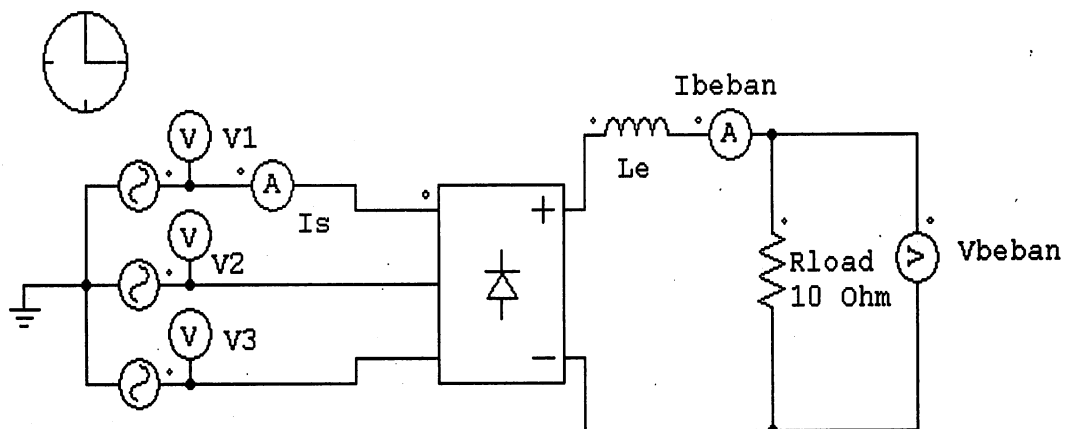 Ibeban
A
Le
V
V1
A
Is
V
V2
V
V3
+
−
Rload
10 Ohm
V
Vbeban